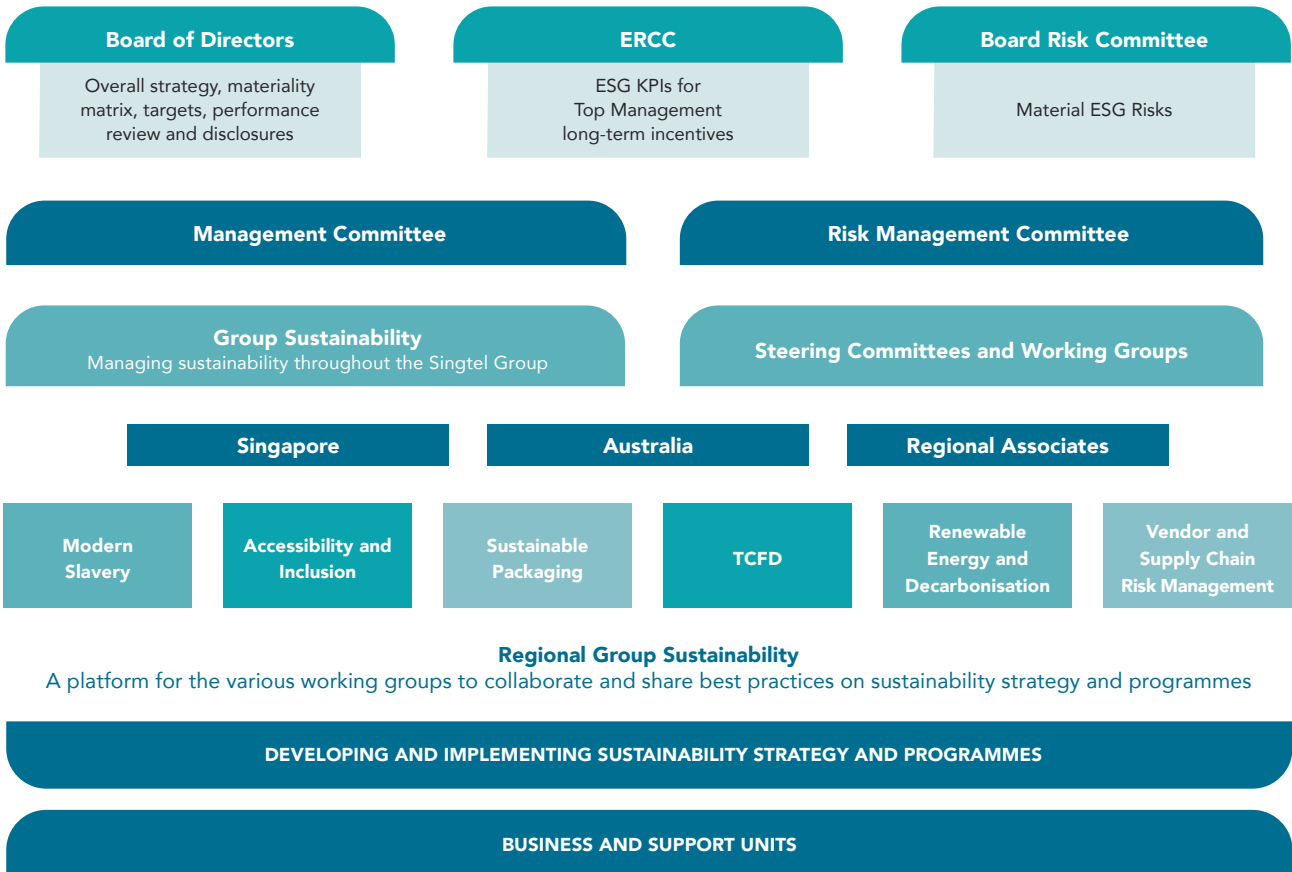 Board of Directors
Overall strategy, materiality
matrix, targets, performance
review and disclosures
ERCC
ESG KPIs for
Top Management
long-term incentives
Board Risk Committee
Material ESG Risks
Management Committee
Risk Management Committee
Group Sustainability
Managing sustainability throughout the Singtel Group
Steering Committees and Working Groups
Singapore
Australia
Regional Associates
Modern
Slavery
Accessibility and
Inclusion
Sustainable
Packaging
TCFD
Renewable
Energy and
Decarbonisation
Vendor and
Supply Chain
Risk Management
Regional Group Sustainability
A platform for the various working groups to collaborate and share best practices on sustainability strategy and programmes
DEVELOPING AND IMPLEMENTING SUSTAINABILITY STRATEGY AND PROGRAMMES
BUSINESS AND SUPPORT UNITS